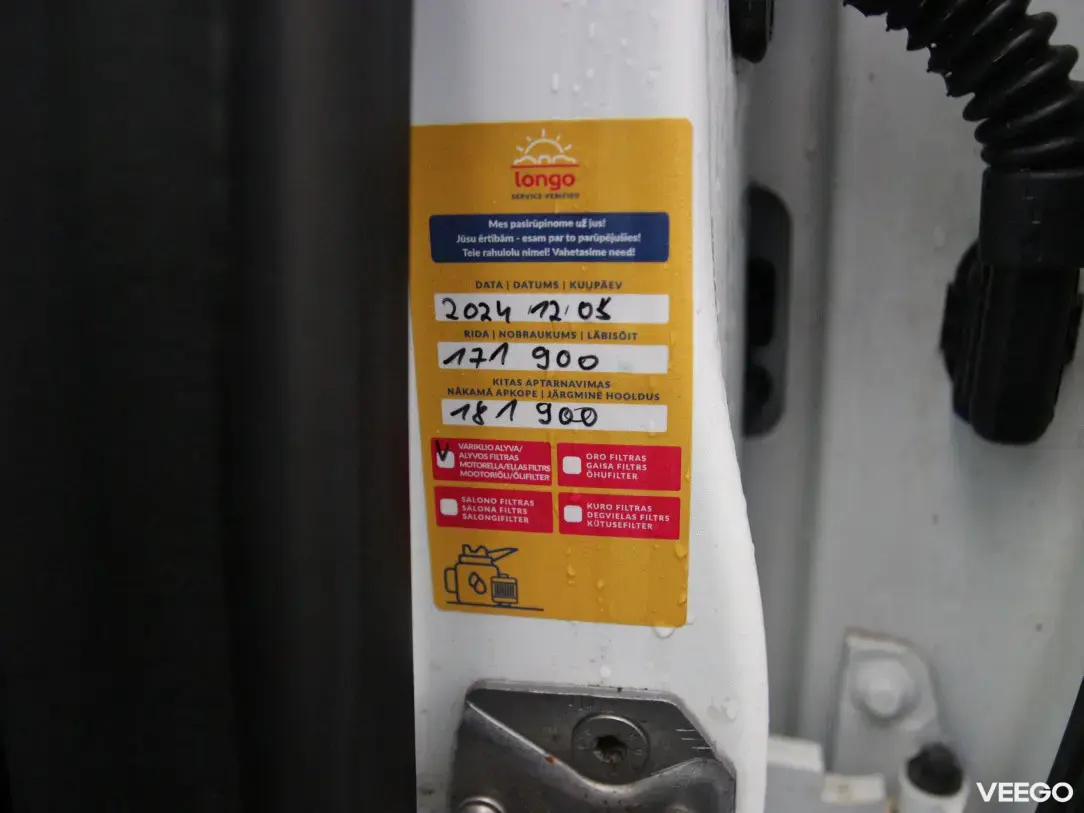 longo
SERVICE VERIFIED
Mes pasirūpinome už jus!
Jūsu ērtībām - esam par to parūpējušies!
Teie rahulolu nimel! Vahetasime need!
DATA | DATUMS | KUUPÄEV
2024 12 05
RIDA | NOBRAUKUMS | LÄBISÕIT
171 900
KITAS APTARNAVIMAS
NĀKAMĀ APKOPE | JÄRGMINE HOOLDUS
181 900
V VARIKLIO ALYVA/
ALYVOS FILTRAS
MOTOREĻĻA/EĻĻAS FILTRS
MOOTORIÕLI/ÕLIFILTER
ORO FILTRAS
GAISA FILTRS
ÕHUFILTER
SALONO FILTRAS
SALONA FILTRS
SALONGIFILTER
KURO FILTRAS
DEGVIELAS FILTRS
KÜTUSEFILTER
VEEGO